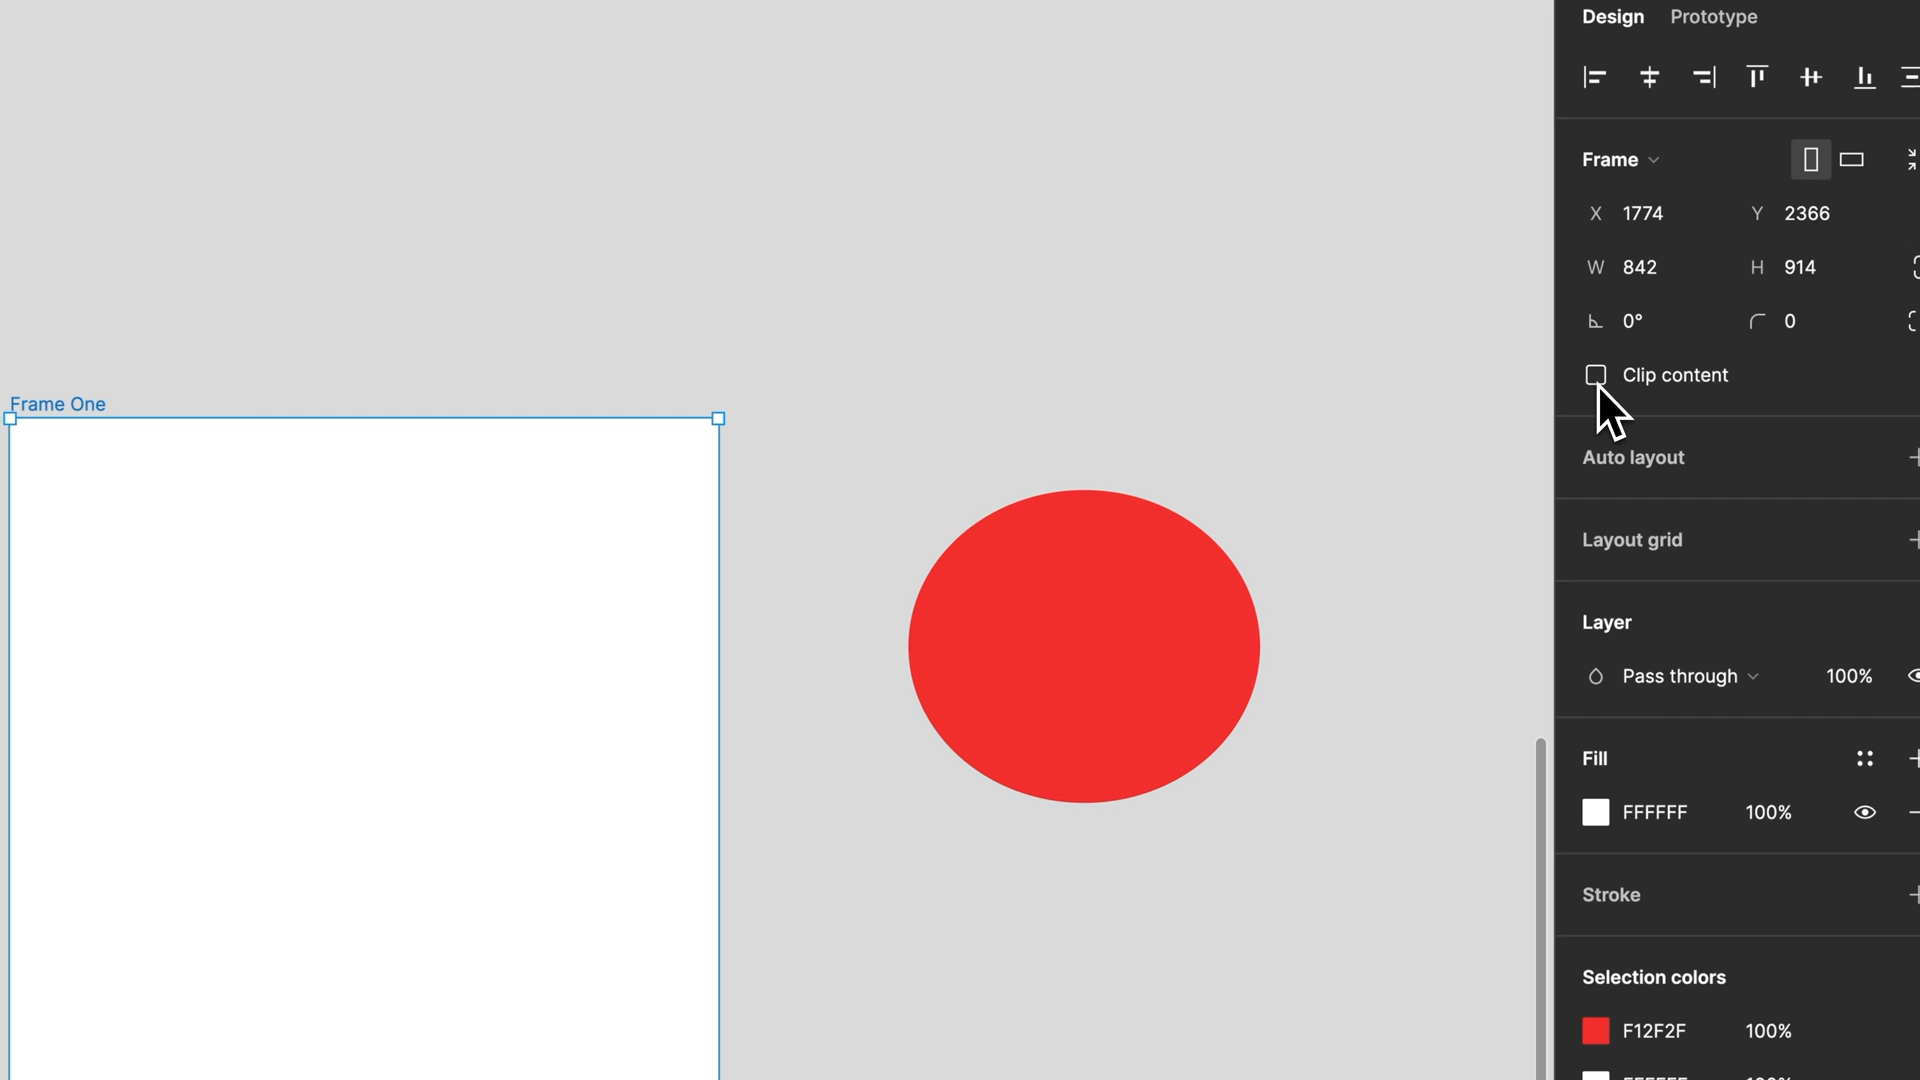 Design Prototype
Frame
X 1774 Y 2366
W 842 H 914
0° 0
Clip content
Frame One
Auto layout
Layout grid
Layer
Pass through 100%
Fill
FFFFFF 100%
Stroke
Selection colors
F12F2F 100%